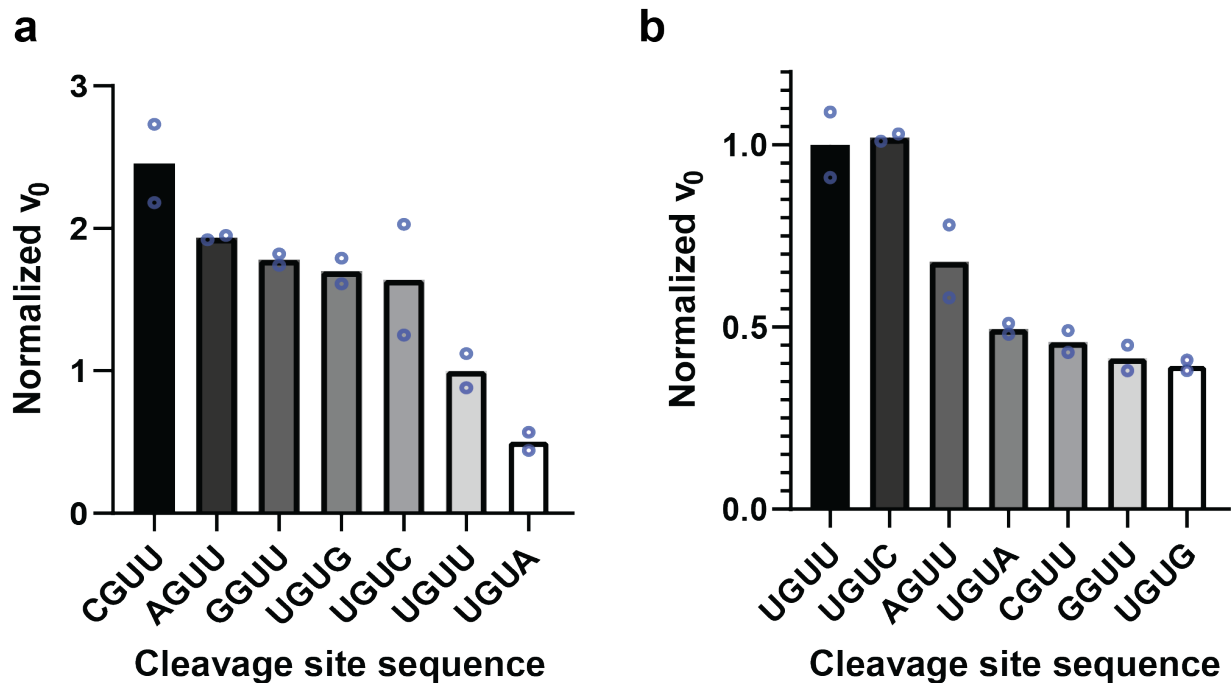 a
3
2
1
0
Normalized v₀
CGUU
AGUU
GGUU
UGUG
UGUC
UGUU
UGUA
Cleavage site sequence
b
1.0
0.5
0.0
Normalized v₀
UGUU
UGUC
AGUU
UGUA
CGUU
GGUU
UGUG
Cleavage site sequence